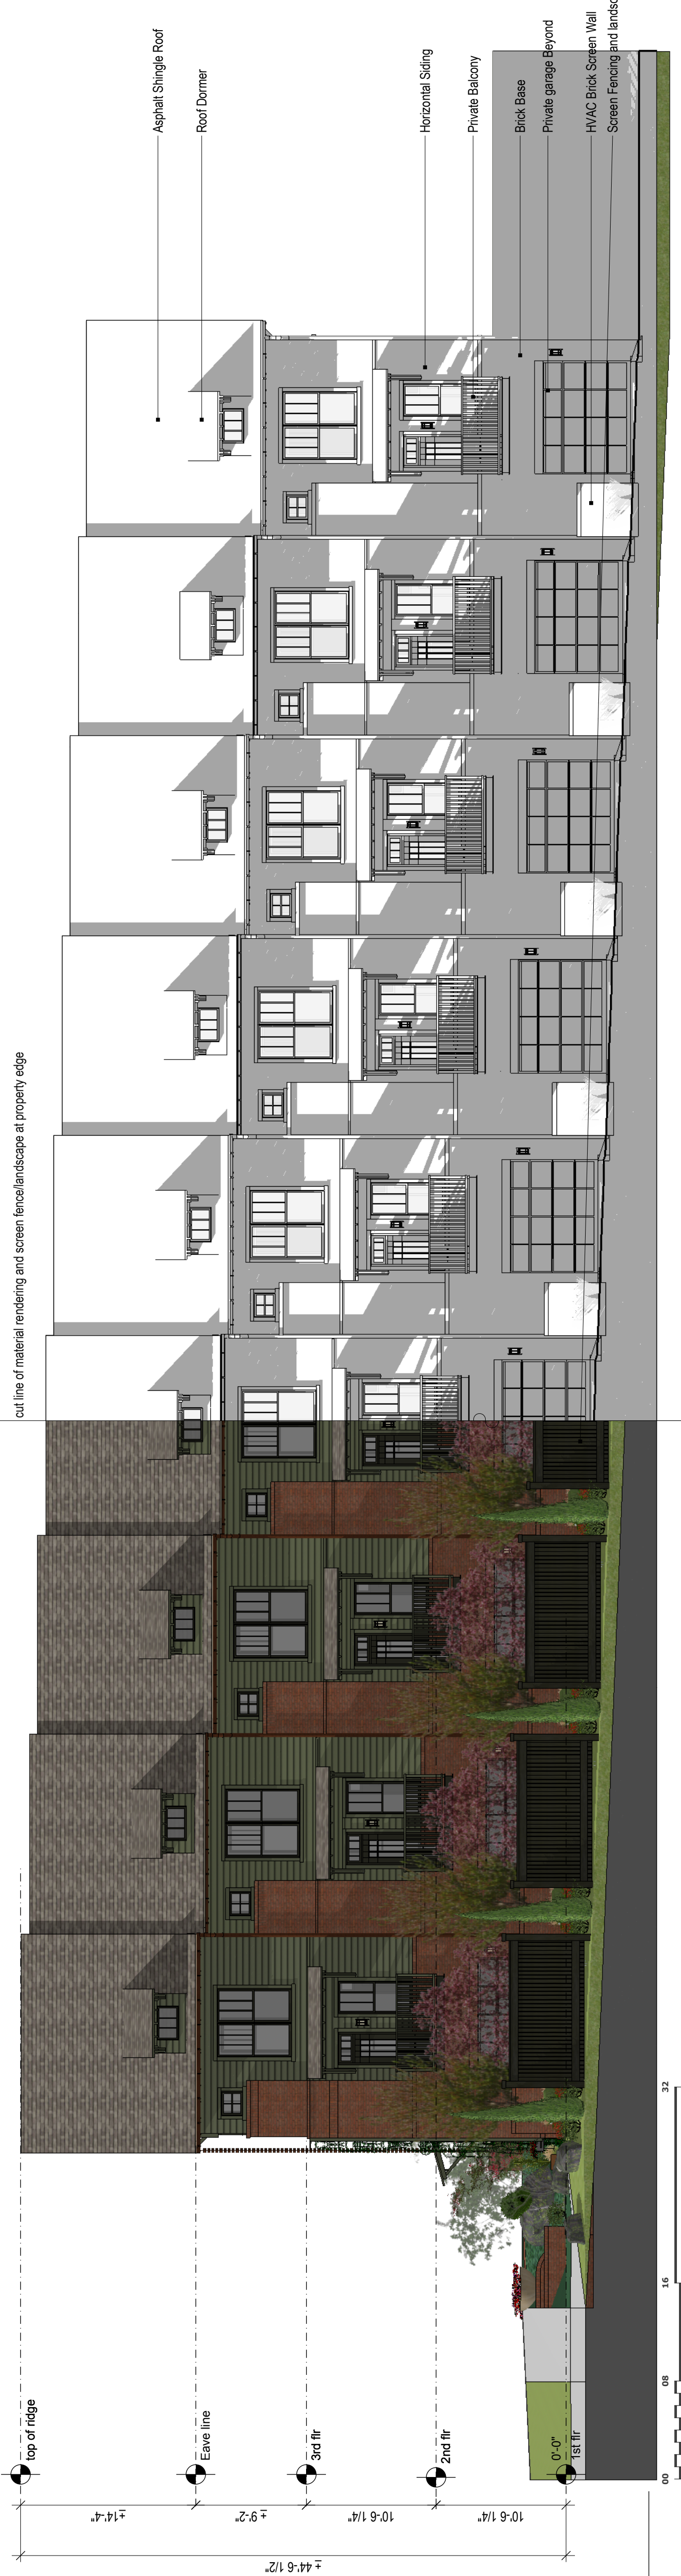 cut line of material rendering and screen fence/landscape at property edge
Asphalt Shingle Roof
Roof Dormer
Horizontal Siding
Private Balcony
Brick Base
Private garage Beyond
HVAC Brick Screen Wall
Screen Fencing and landsc
top of ridge
Eave line
3rd flr
2nd flr
0'-0"
1st flr
±14'-4"
± 9'-2"
10'-6 1/4"
10'-6 1/4"
± 44'-6 1/2"
00 08 16 32